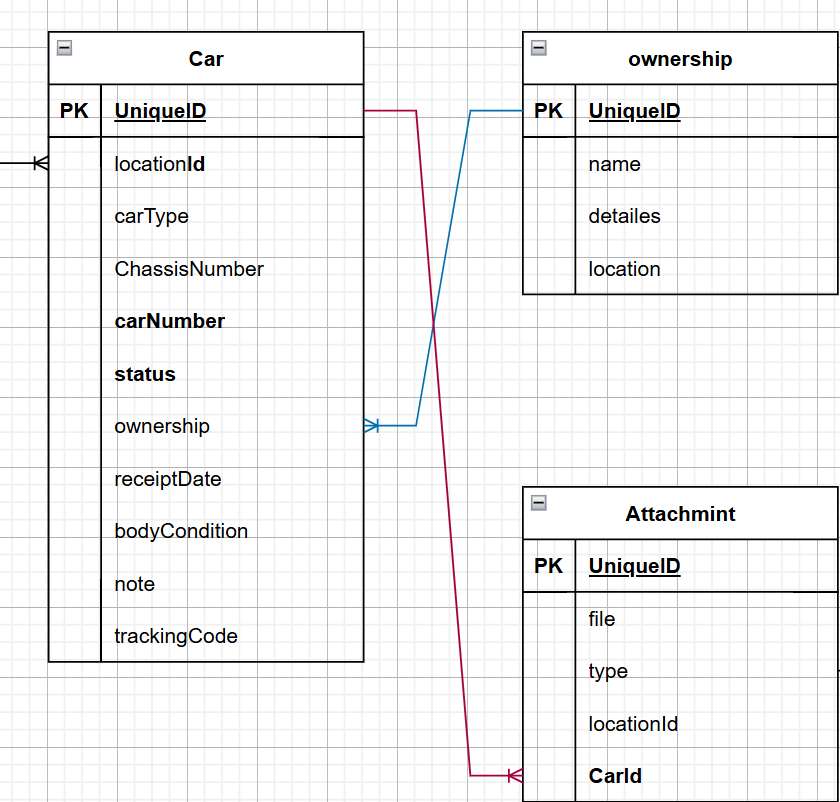 Car
PK UniqueID
locationId
carType
ChassisNumber
carNumber
status
ownership
receiptDate
bodyCondition
note
trackingCode
ownership
PK UniqueID
name
detailes
location
Attachmint
PK UniqueID
file
type
locationId
CarId